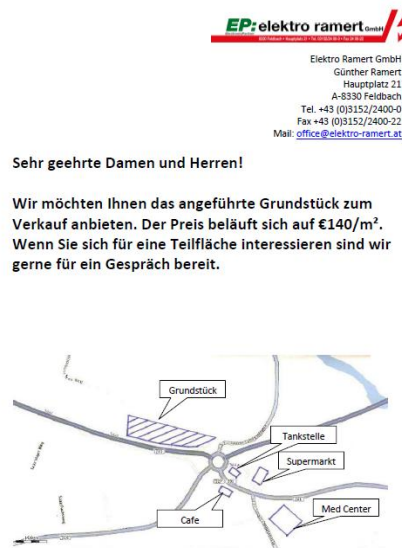 EP: elektro ramert GmbH
Elektro Ramert GmbH
Günther Ramert
Hauptplatz 21
A-8330 Feldbach
Tel. +43 (0)3152/2400-0
Fax +43 (0)3152/2400-22
Mail: office@elektro-ramert.at
Sehr geehrte Damen und Herren!
Wir möchten Ihnen das angeführte Grundstück zum
Verkauf anbieten. Der Preis beläuft sich auf €140/m².
Wenn Sie sich für eine Teilfläche interessieren sind wir
gerne für ein Gespräch bereit.
Grundstück
Tankstelle
Supermarkt
Med Center
Cafe